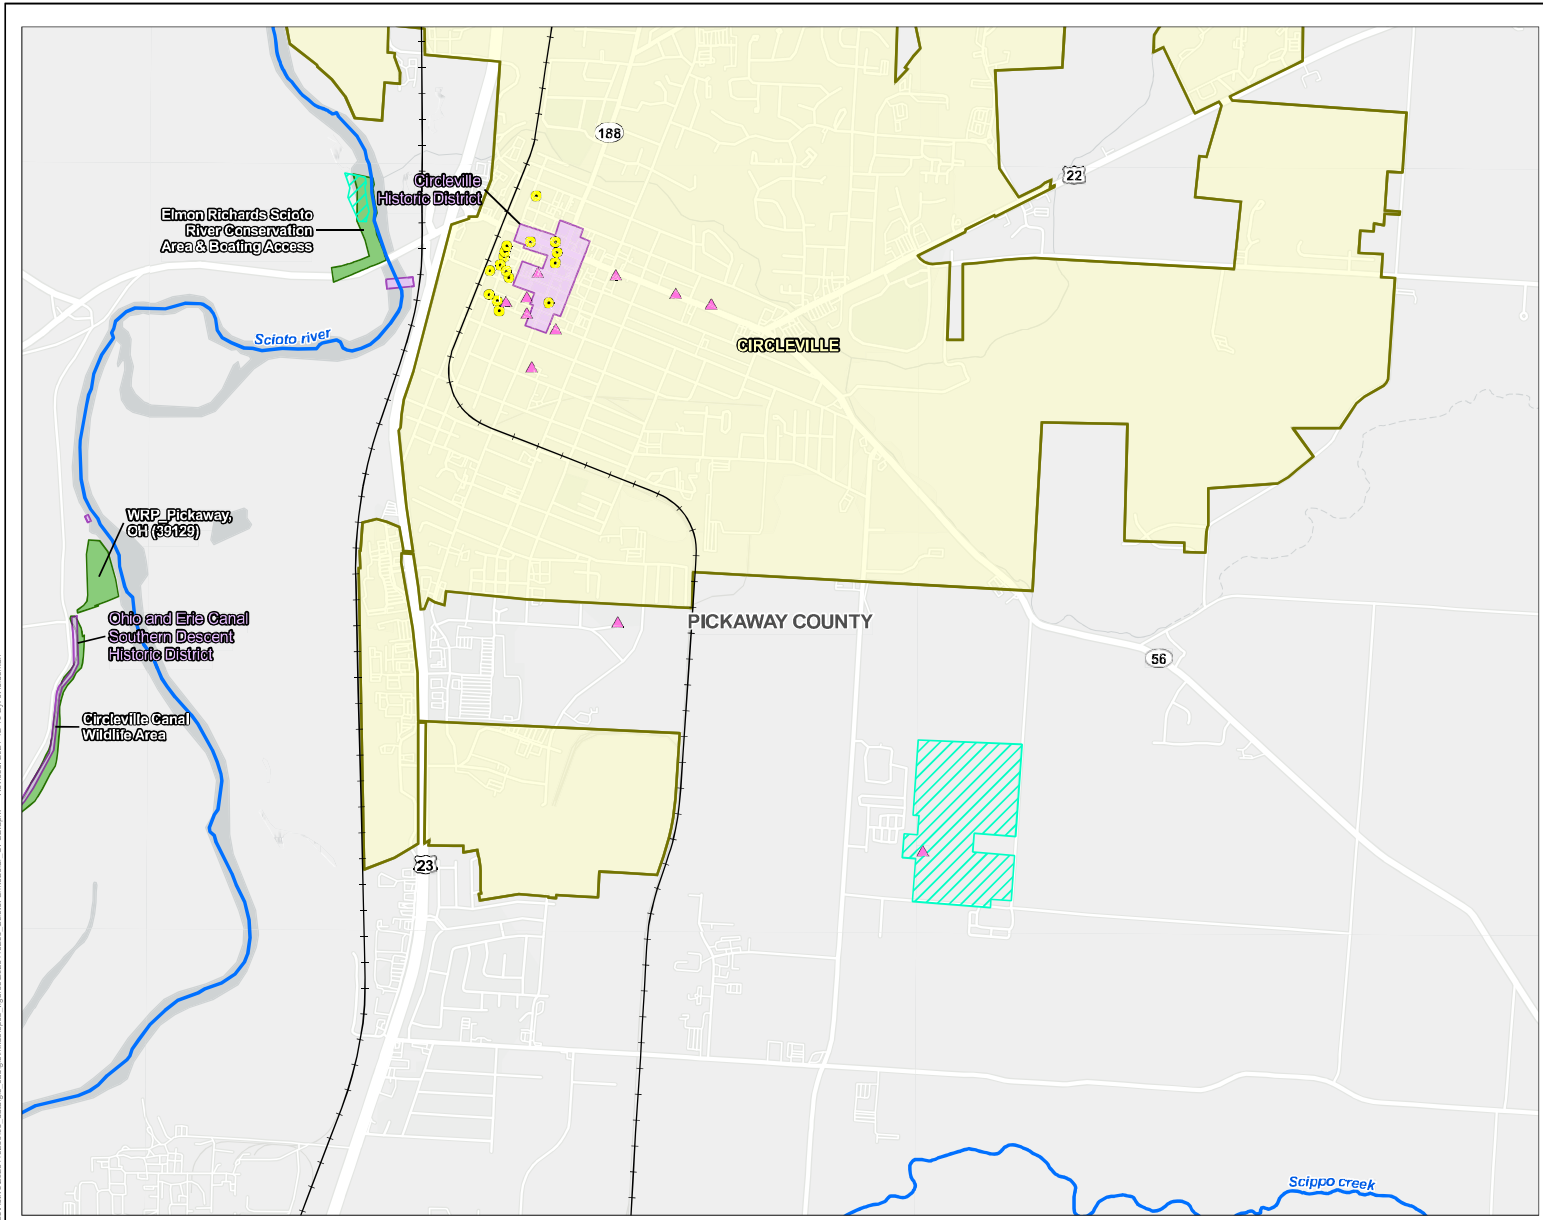 188
Circleville
Historic District
22
Elmon Richards Scioto
River Conservation
Area & Boating Access
Scioto river
CIRCLEVILLE
WRP_Pickaway,
OH (39129)
Ohio and Erie Canal
Southern Descent
Historic District
PICKAWAY COUNTY
56
Circleville Canal
Wildlife Area
23
Scippo creek